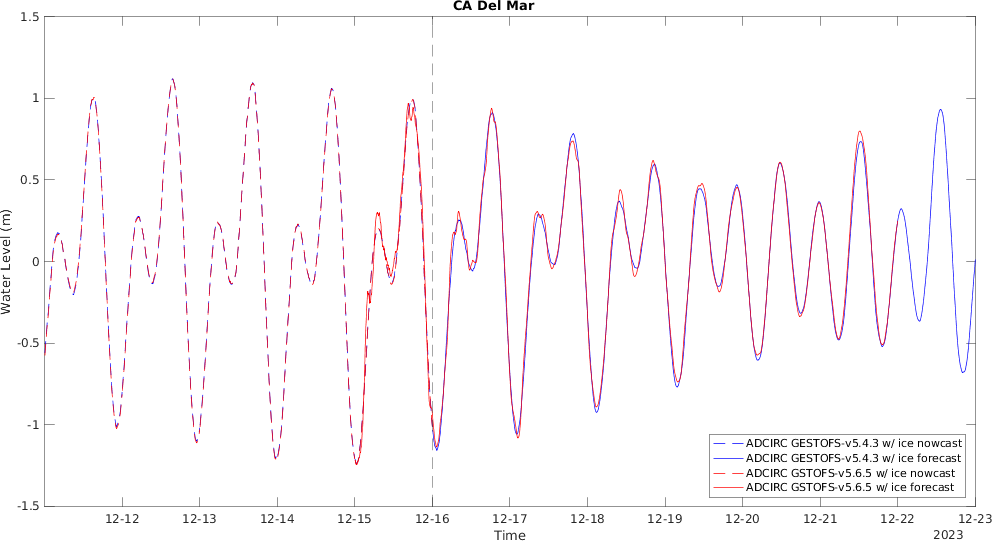 CA Del Mar
1.5
1
0.5
0
-0.5
-1
-1.5
Water Level (m)
12-12 12-13 12-14 12-15 12-16 12-17 12-18 12-19 12-20 12-21 12-22 12-23
Time
2023
ADCIRC GESTOFS-v5.4.3 w/ ice nowcast
ADCIRC GESTOFS-v5.4.3 w/ ice forecast
ADCIRC GSTOFS-v5.6.5 w/ ice nowcast
ADCIRC GSTOFS-v5.6.5 w/ ice forecast